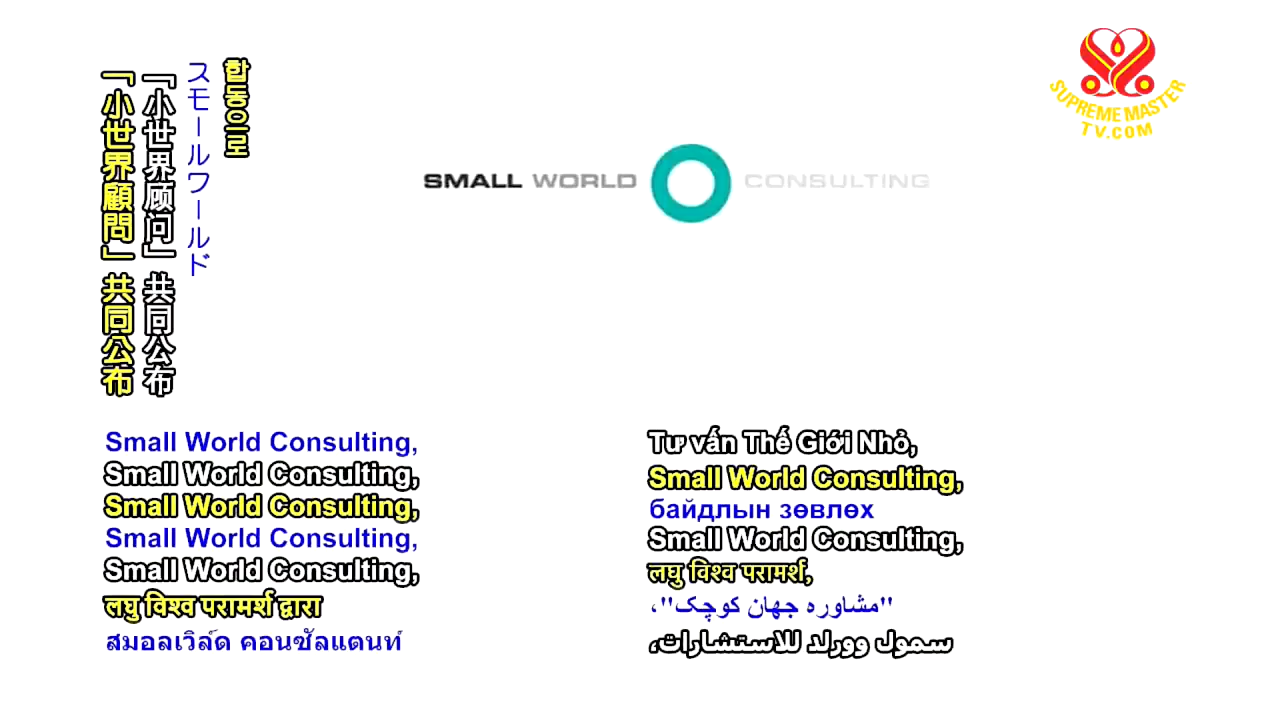 「小世界顧問」共同公布
「小世界顾问」共同公布
スモールワールド
합동으로
SUPREME MASTER
TV.COM
SMALL WORLD CONSULTING
Small World Consulting,
Small World Consulting,
Small World Consulting,
Small World Consulting,
Small World Consulting,
लघु विश्व परामर्श द्वारा
สมอลเวิล์ด คอนซัลแตนท์
Tư vấn Thế Giới Nhỏ,
Small World Consulting,
байдлын зөвлөх
Small World Consulting,
लघु विश्व परामर्श,
"مشاوره جهان کوچک"،
سمول وورلد للاستشارات،